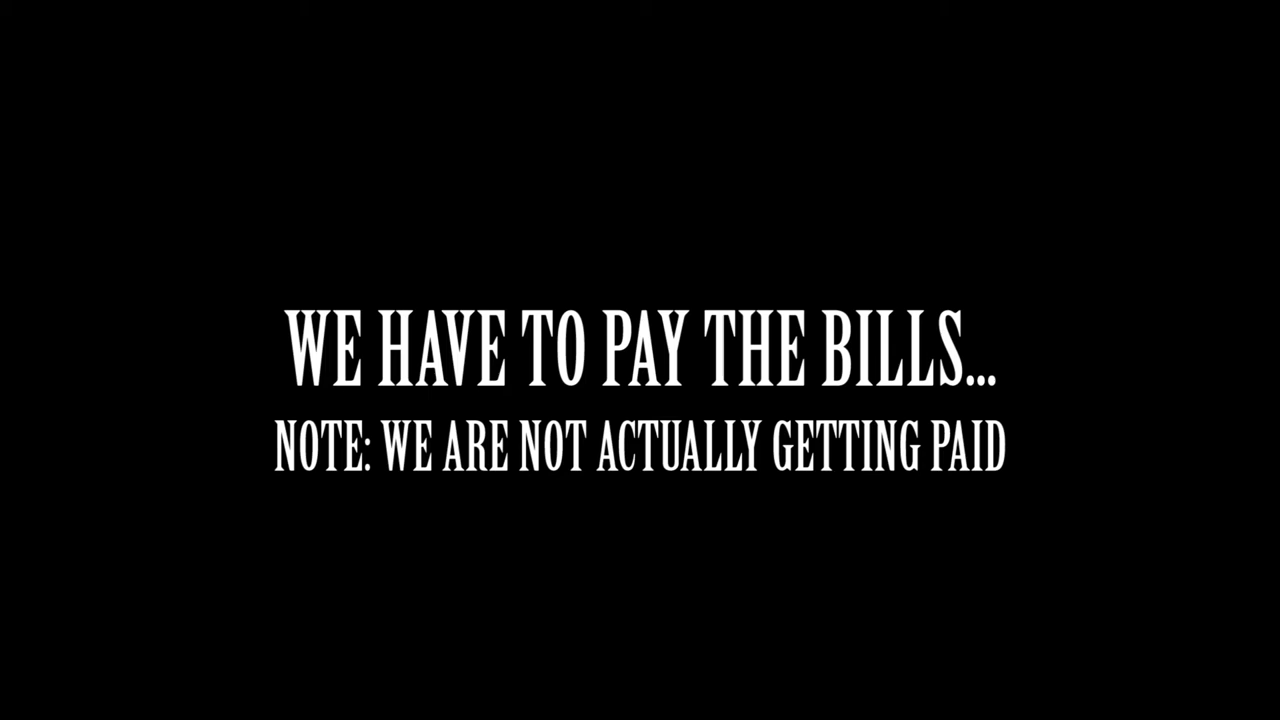 WE HAVE TO PAY THE BILLS...
NOTE: WE ARE NOT ACTUALLY GETTING PAID